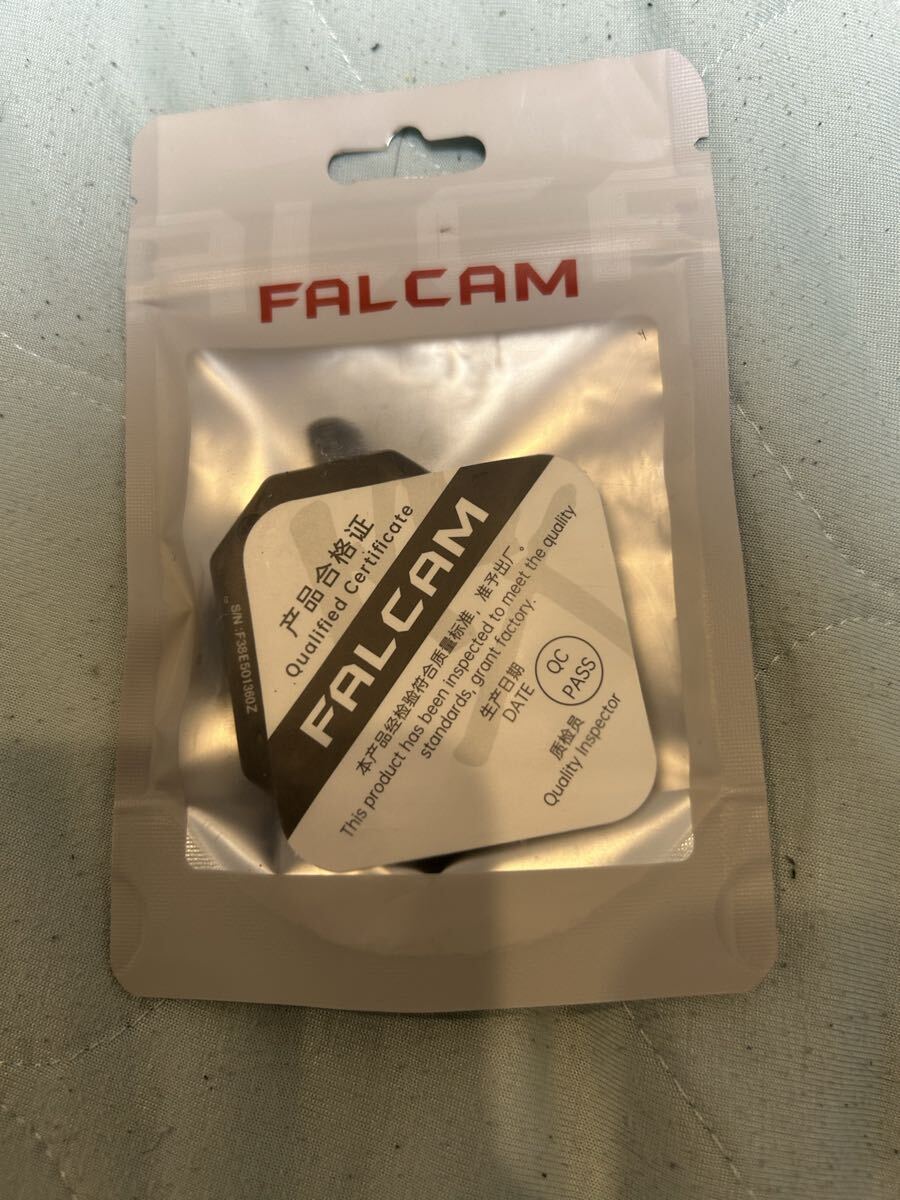 FALCAM
产品合格证
Qualified Certificate
FALCAM
本产品经检验符合质量标准，准予出厂。
This product has been inspected to meet the quality
standards, grant factory.
生产日期
DATE
QC
PASS
质检员
Quality Inspector
S/N:F38E501360Z